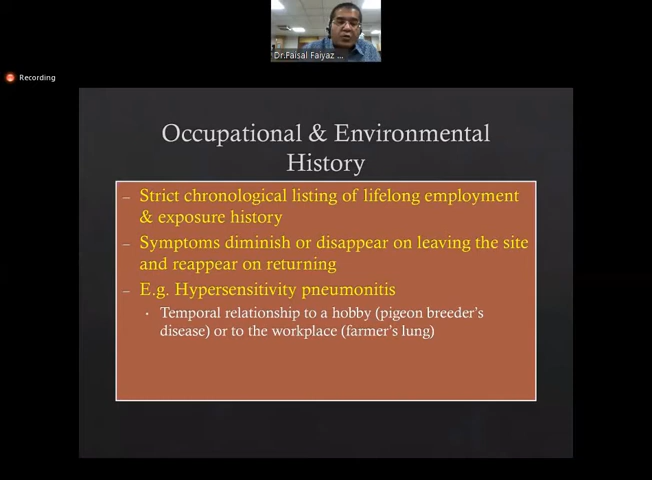 Dr.Faisal Faiyaz ...
Recording
Occupational & Environmental
History
– Strict chronological listing of lifelong employment
& exposure history
– Symptoms diminish or disappear on leaving the site
and reappear on returning
– E.g. Hypersensitivity pneumonitis
• Temporal relationship to a hobby (pigeon breeder's
disease) or to the workplace (farmer's lung)